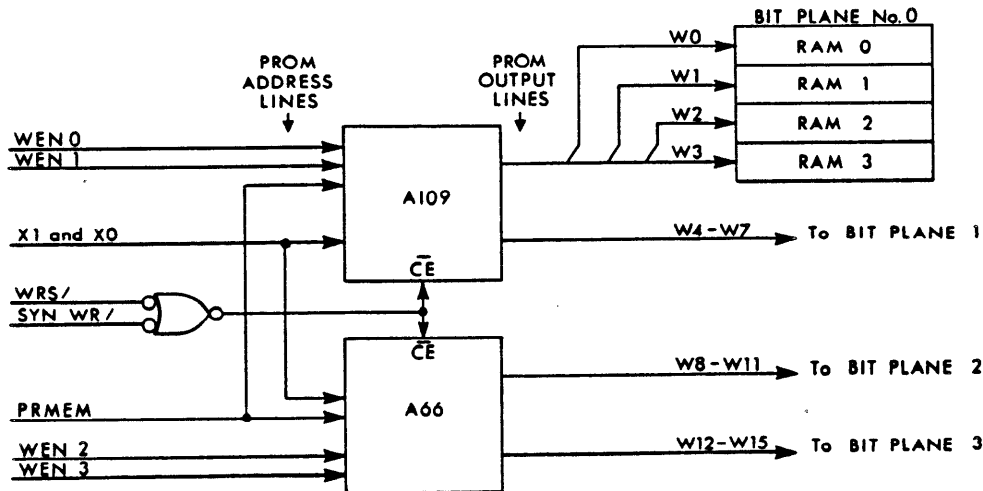 BIT PLANE No.0
W0
RAM 0
PROM
ADDRESS
LINES
PROM
OUTPUT
LINES
W1
RAM 1
W2
RAM 2
WEN 0
WEN 1
W3
RAM 3
A109
X1 and X0
W4-W7
To BIT PLANE 1
CE
WRS/
SYN WR/
CE
W8-W11
To BIT PLANE 2
PRMEM
A66
WEN 2
WEN 3
W12-W15
To BIT PLANE 3